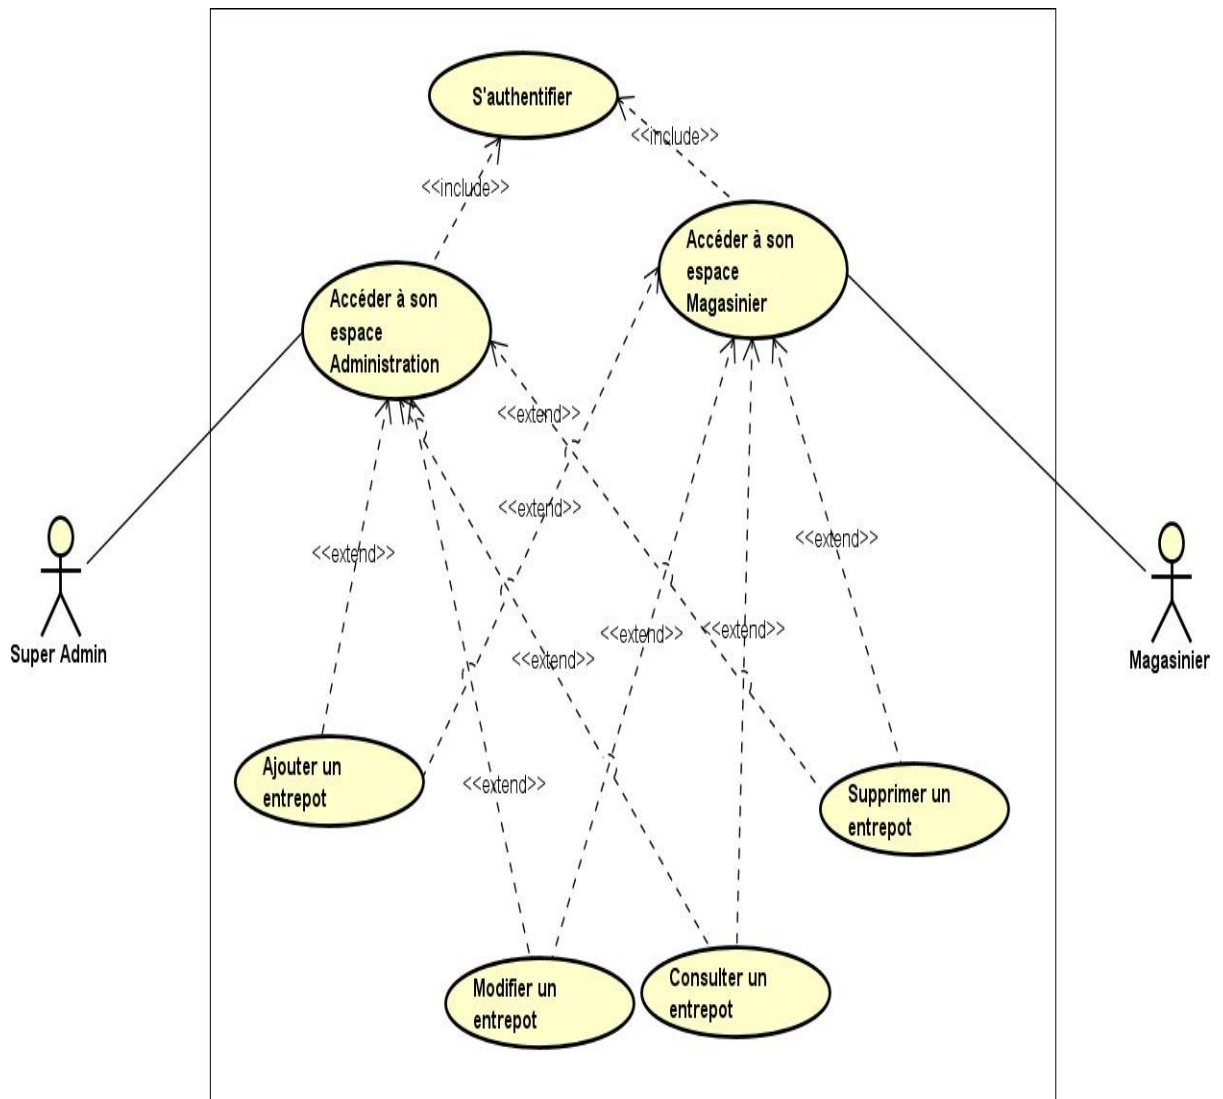 S'authentifier
<<include>>
<<include>>
Accéder à son
espace
Magasinier
Accéder à son
espace
Administration
<<extend>>
<<extend>>
<<extend>>
<<extend>>
<<extend>>
<<extend>>
<<extend>>
Super Admin
Magasinier
Ajouter un
entrepot
<<extend>>
Supprimer un
entrepot
Modifier un
entrepot
Consulter un
entrepot